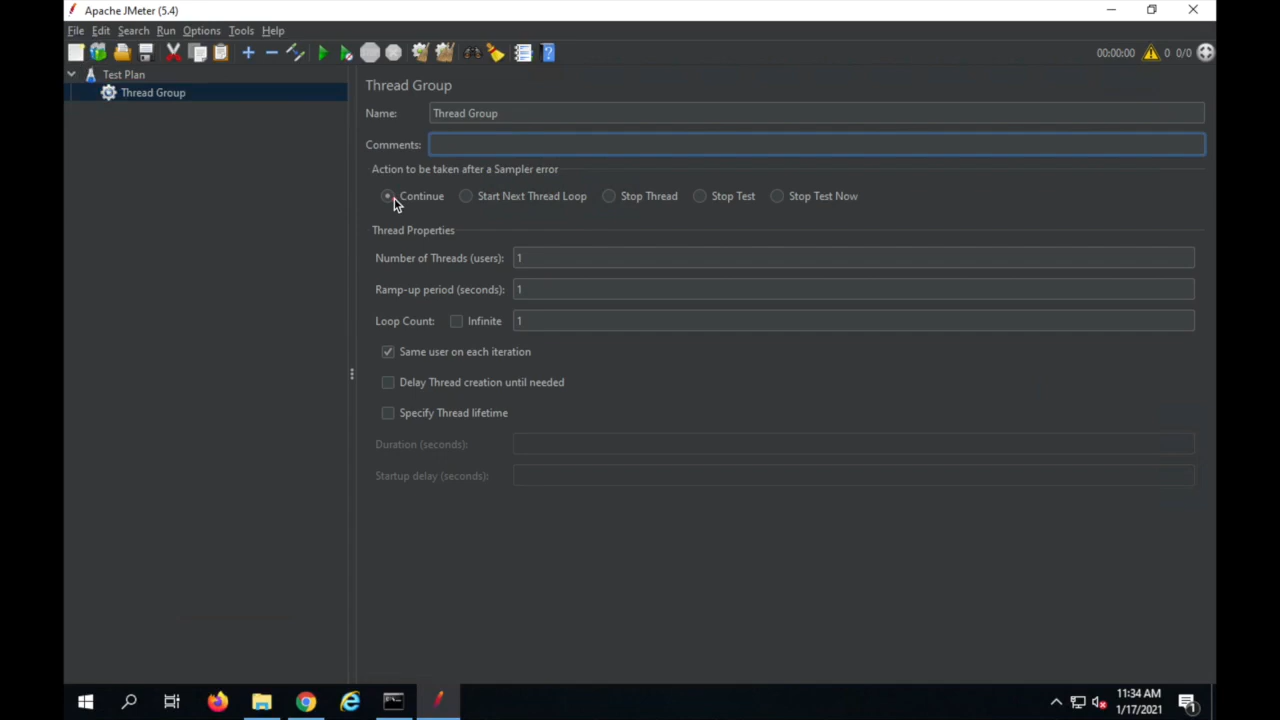 Apache JMeter (5.4)
File Edit Search Run Options Tools Help
00:00:00 0 0/0
Test Plan
Thread Group
Thread Group
Name: Thread Group
Comments:
Action to be taken after a Sampler error
Continue Start Next Thread Loop Stop Thread Stop Test Stop Test Now
Thread Properties
Number of Threads (users): 1
Ramp-up period (seconds): 1
Loop Count: Infinite 1
Same user on each iteration
Delay Thread creation until needed
Specify Thread lifetime
Duration (seconds):
Startup delay (seconds):
11:34 AM
1/17/2021
1